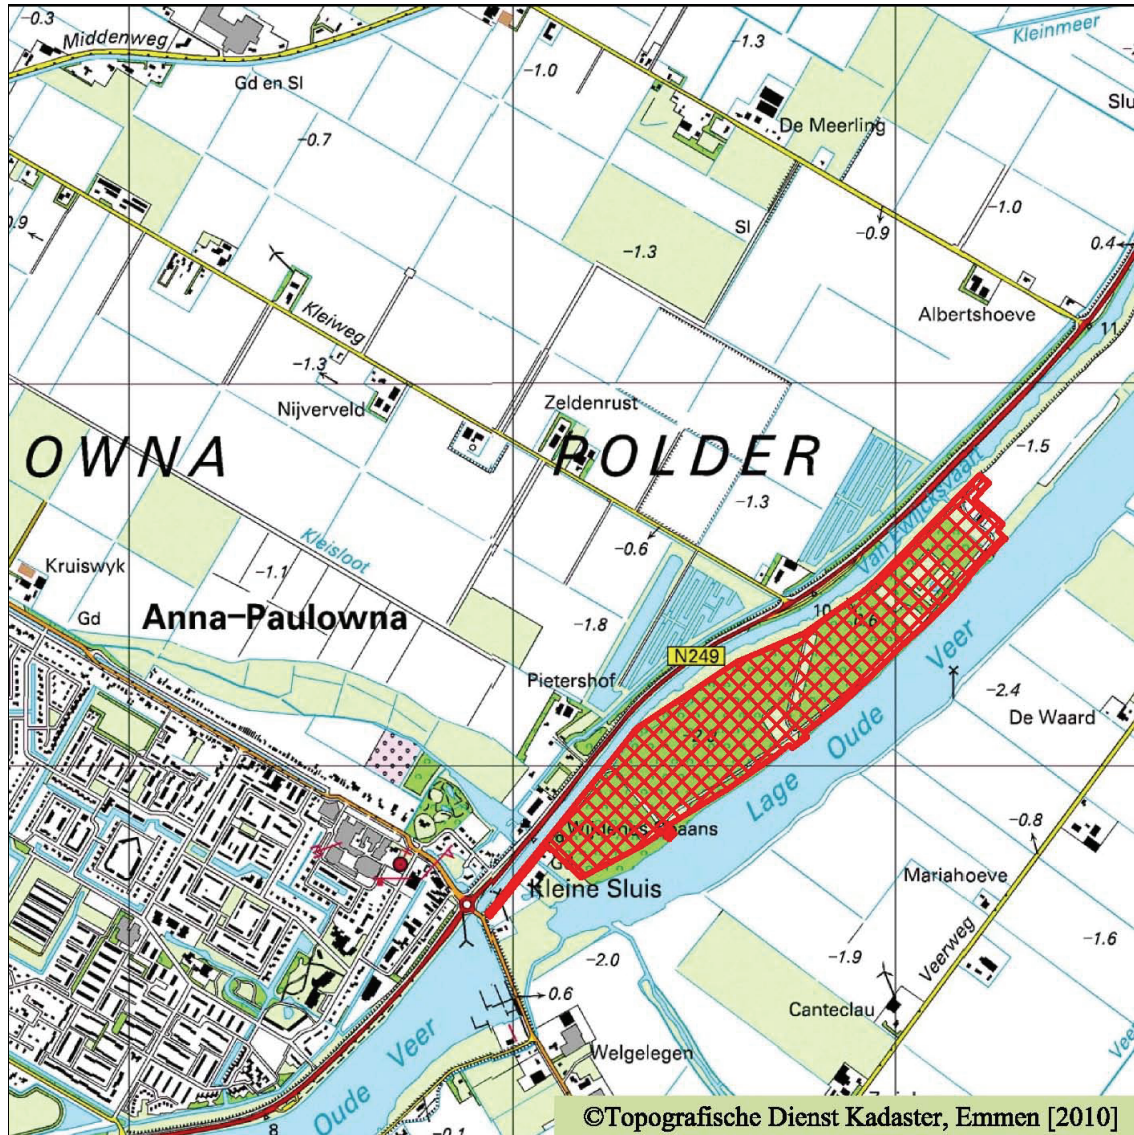 -0.3
Middenweg
Gd en Sl
-1.0
-1.3
Kleinmeer
De Meerling
Slu
-0.7
0.9
Sl
-1.3
-0.9
-1.0
0.4
Albertshoeve
11
Kleiweg
-1.3
Nijverveld
Zeldenrust
OWNA POLDER
-1.5
-1.3
Van Ewijcksvaart
-0.6
Kleisloot
Kruiswyk
-1.1
Gd
Anna-Paulowna
-1.8
10
N249
Pietershof
-2.4
De Waard
Lage Oude Veer
-0.8
Kleine Sluis
Mariahoeve
-1.6
Veerweg
-1.9
-2.0
0.6
Canteclau
Welgelegen
Oude Veer
8
-0.1
©Topografische Dienst Kadaster, Emmen [2010]